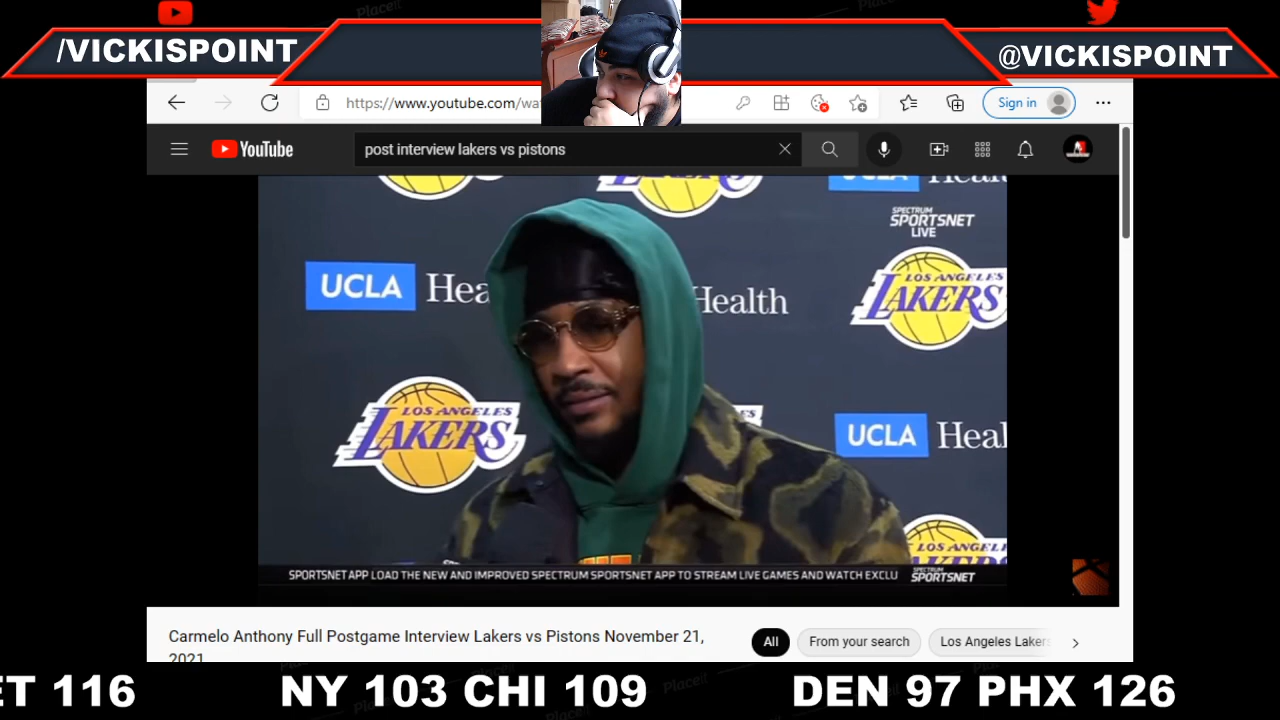 /VICKISPOINT
@VICKISPOINT
https://www.youtube.com/wat
Sign in
YouTube
post interview lakers vs pistons
SPECTRUM
SPORTSNET
LIVE
UCLA Hea
Health
LOS ANGELES
LAKERS
LOS ANGELES
LAKERS
UCLA Heal
LOS ANGELES
SPORTSNET APP LOAD THE NEW AND IMPROVED SPECTRUM SPORTSNET APP TO STREAM LIVE GAMES AND WATCH EXCLU
SPECTRUM
SPORTSNET
Carmelo Anthony Full Postgame Interview Lakers vs Pistons November 21,
2021
All
From your search
Los Angeles Lakers
ET 116 NY 103 CHI 109 DEN 97 PHX 126